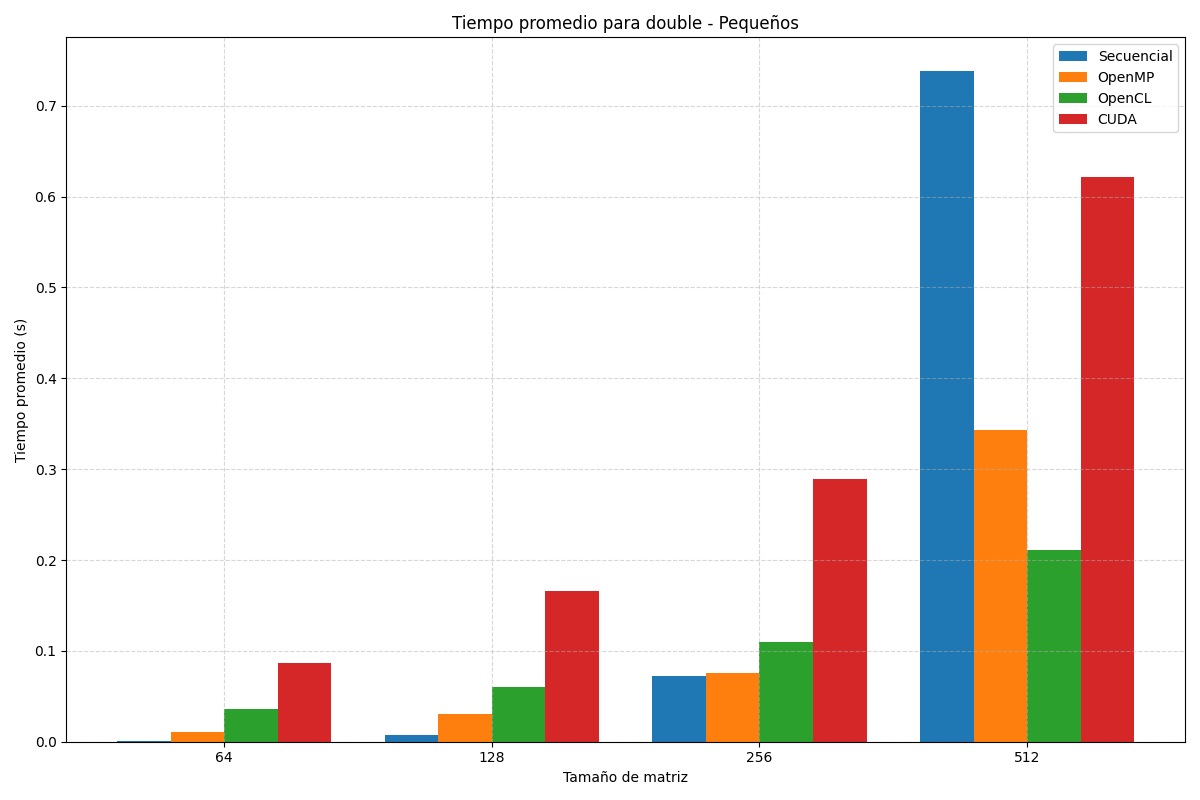 Tiempo promedio para double - Pequeños
Secuencial
OpenMP
OpenCL
CUDA
Tiempo promedio (s)
0.7
0.6
0.5
0.4
0.3
0.2
0.1
0.0
64
128
256
512
Tamaño de matriz